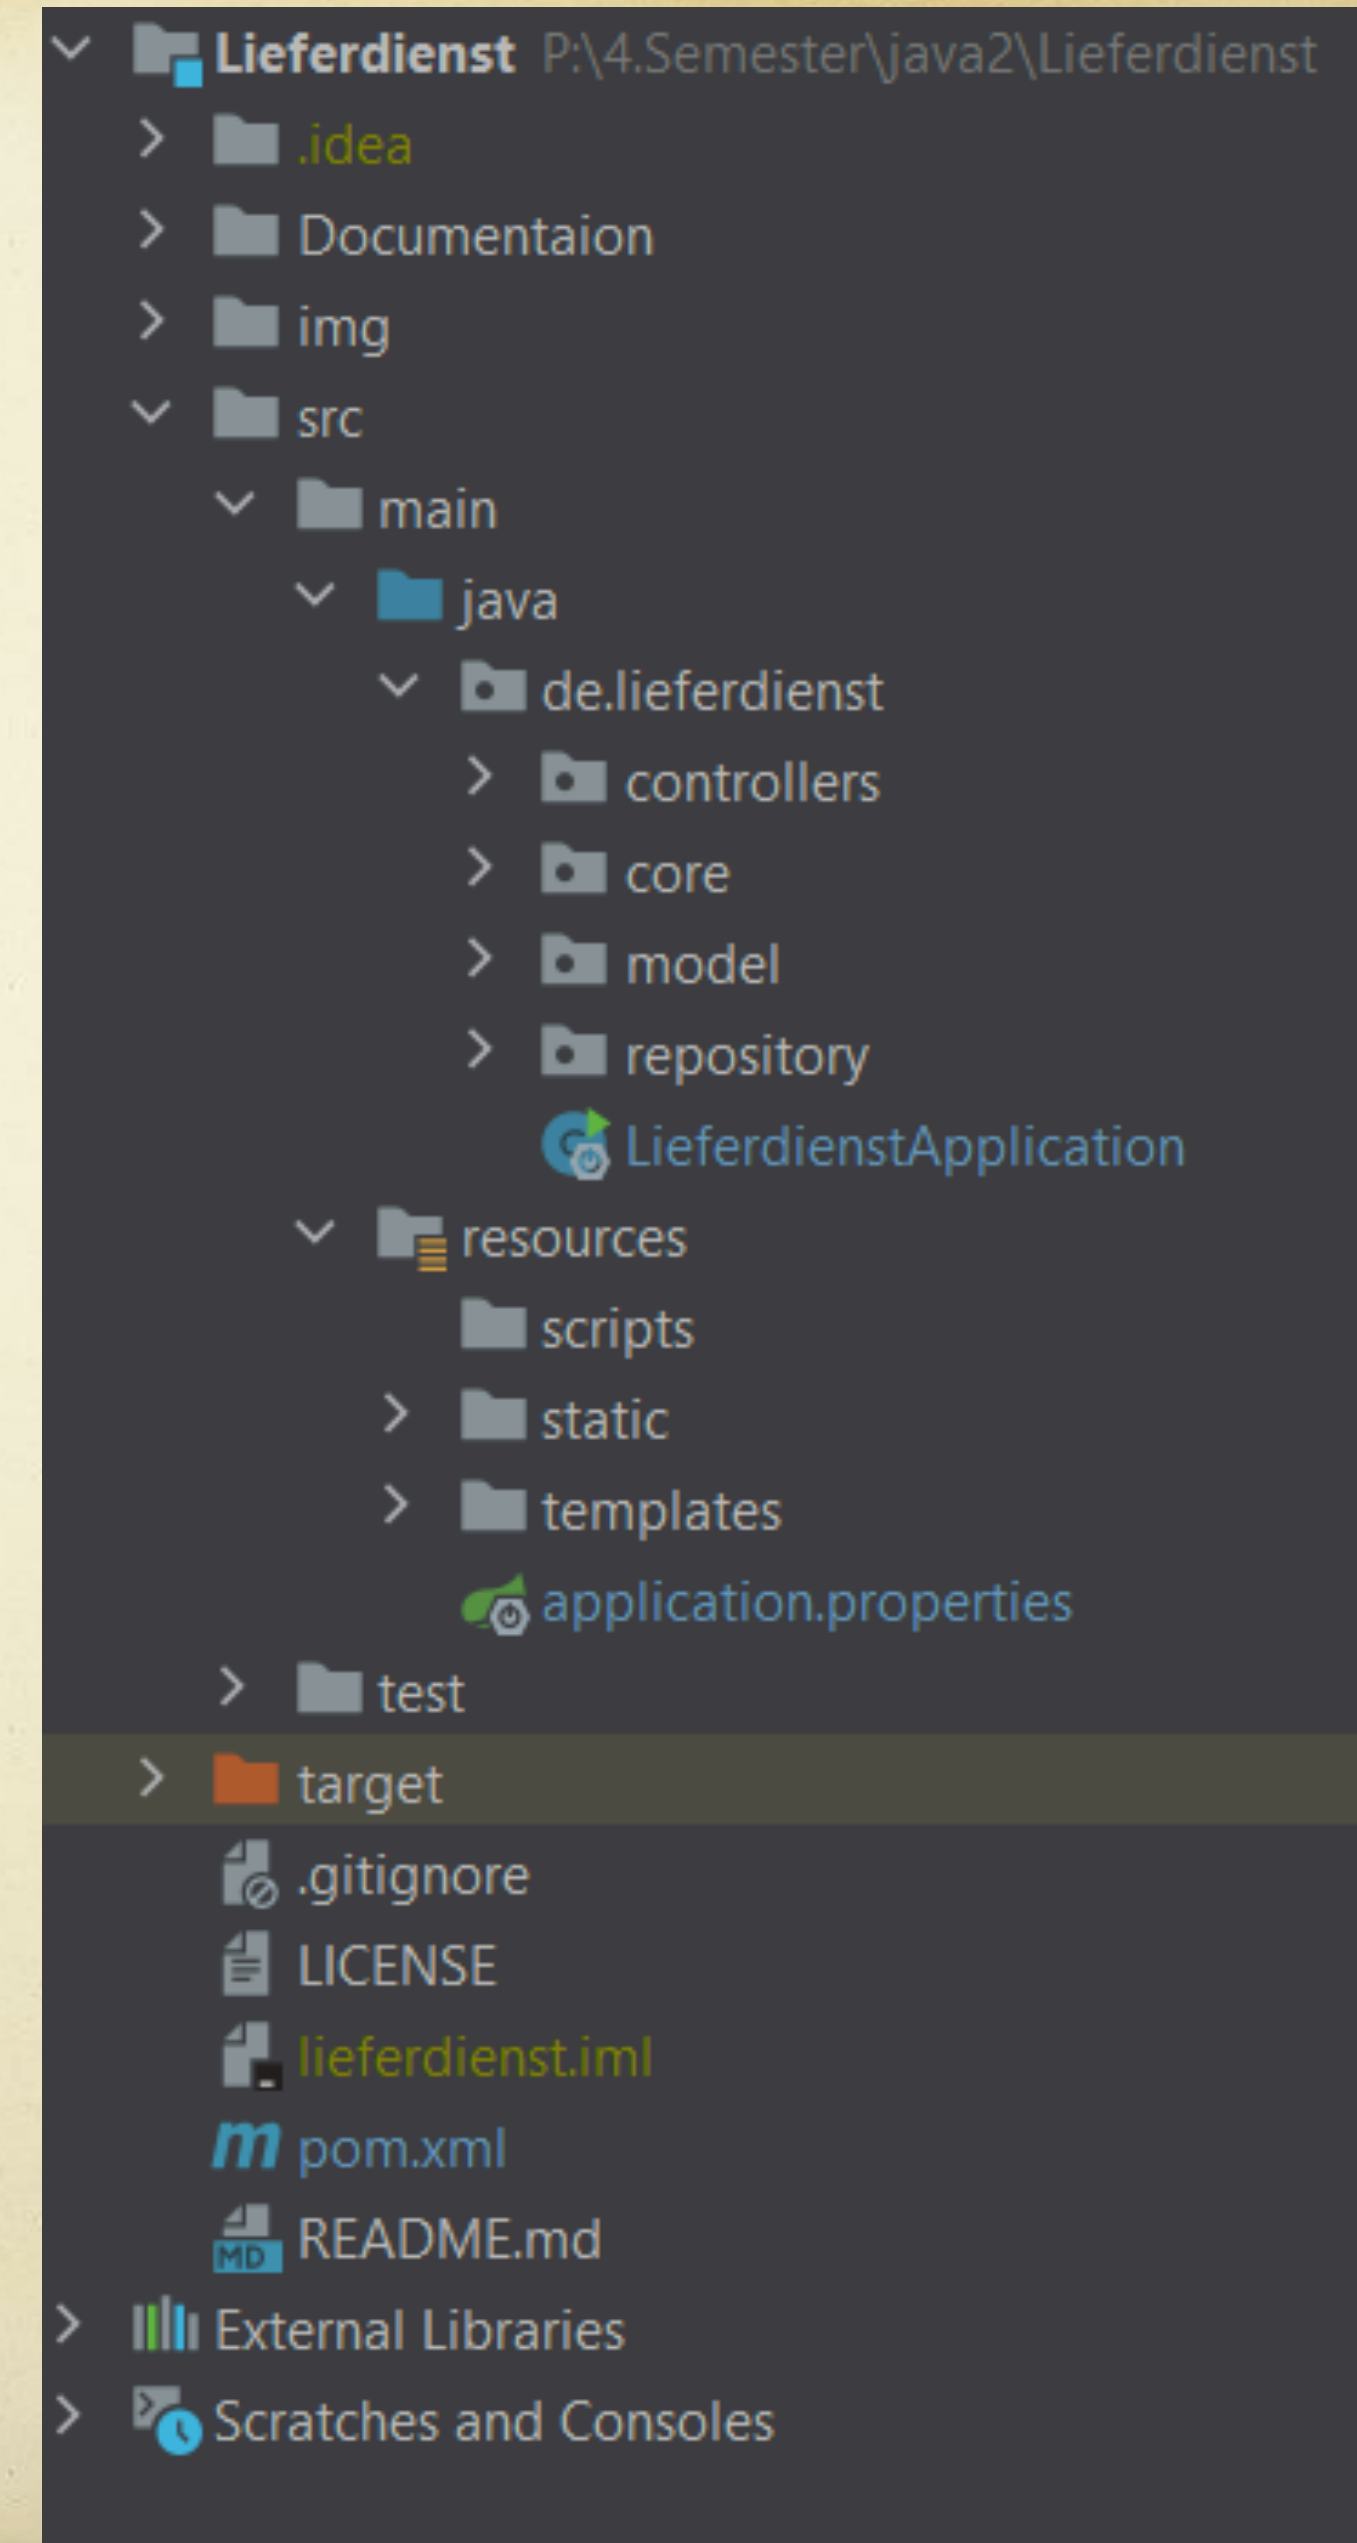 Lieferdienst P:\4.Semester\java2\Lieferdienst
.idea
Documentaion
img
src
main
java
de.lieferdienst
controllers
core
model
repository
LieferdienstApplication
resources
scripts
static
templates
application.properties
test
target
.gitignore
LICENSE
lieferdienst.iml
pom.xml
README.md
External Libraries
Scratches and Consoles